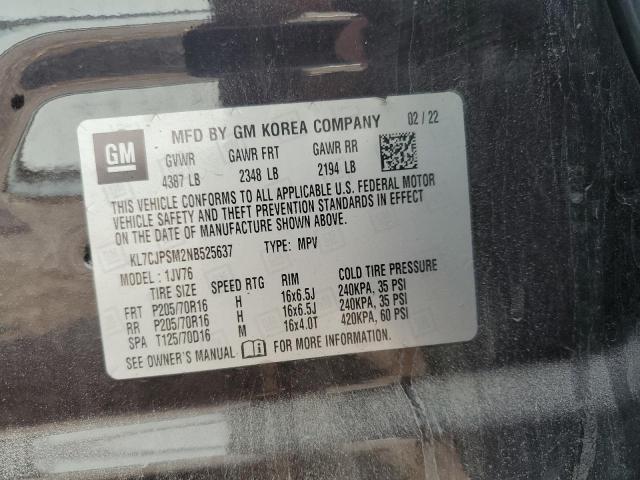 GM
MFD BY GM KOREA COMPANY 02 / 22
GVWR GAWR FRT GAWR RR
4387 LB 2348 LB 2194 LB
THIS VEHICLE CONFORMS TO ALL APPLICABLE U.S. FEDERAL MOTOR
VEHICLE SAFETY AND THEFT PREVENTION STANDARDS IN EFFECT
ON THE DATE OF MANUFACTURE SHOWN ABOVE.
KL7CJPSM2NB525637 TYPE: MPV
MODEL : 1JV76
TIRE SIZE SPEED RTG RIM COLD TIRE PRESSURE
FRT P205/70R16 H 16x6.5J 240KPA, 35 PSI
RR P205/70R16 H 16x6.5J 240KPA, 35 PSI
SPA T125/70D16 M 16x4.0T 420KPA, 60 PSI
SEE OWNER'S MANUAL FOR MORE INFORMATION.